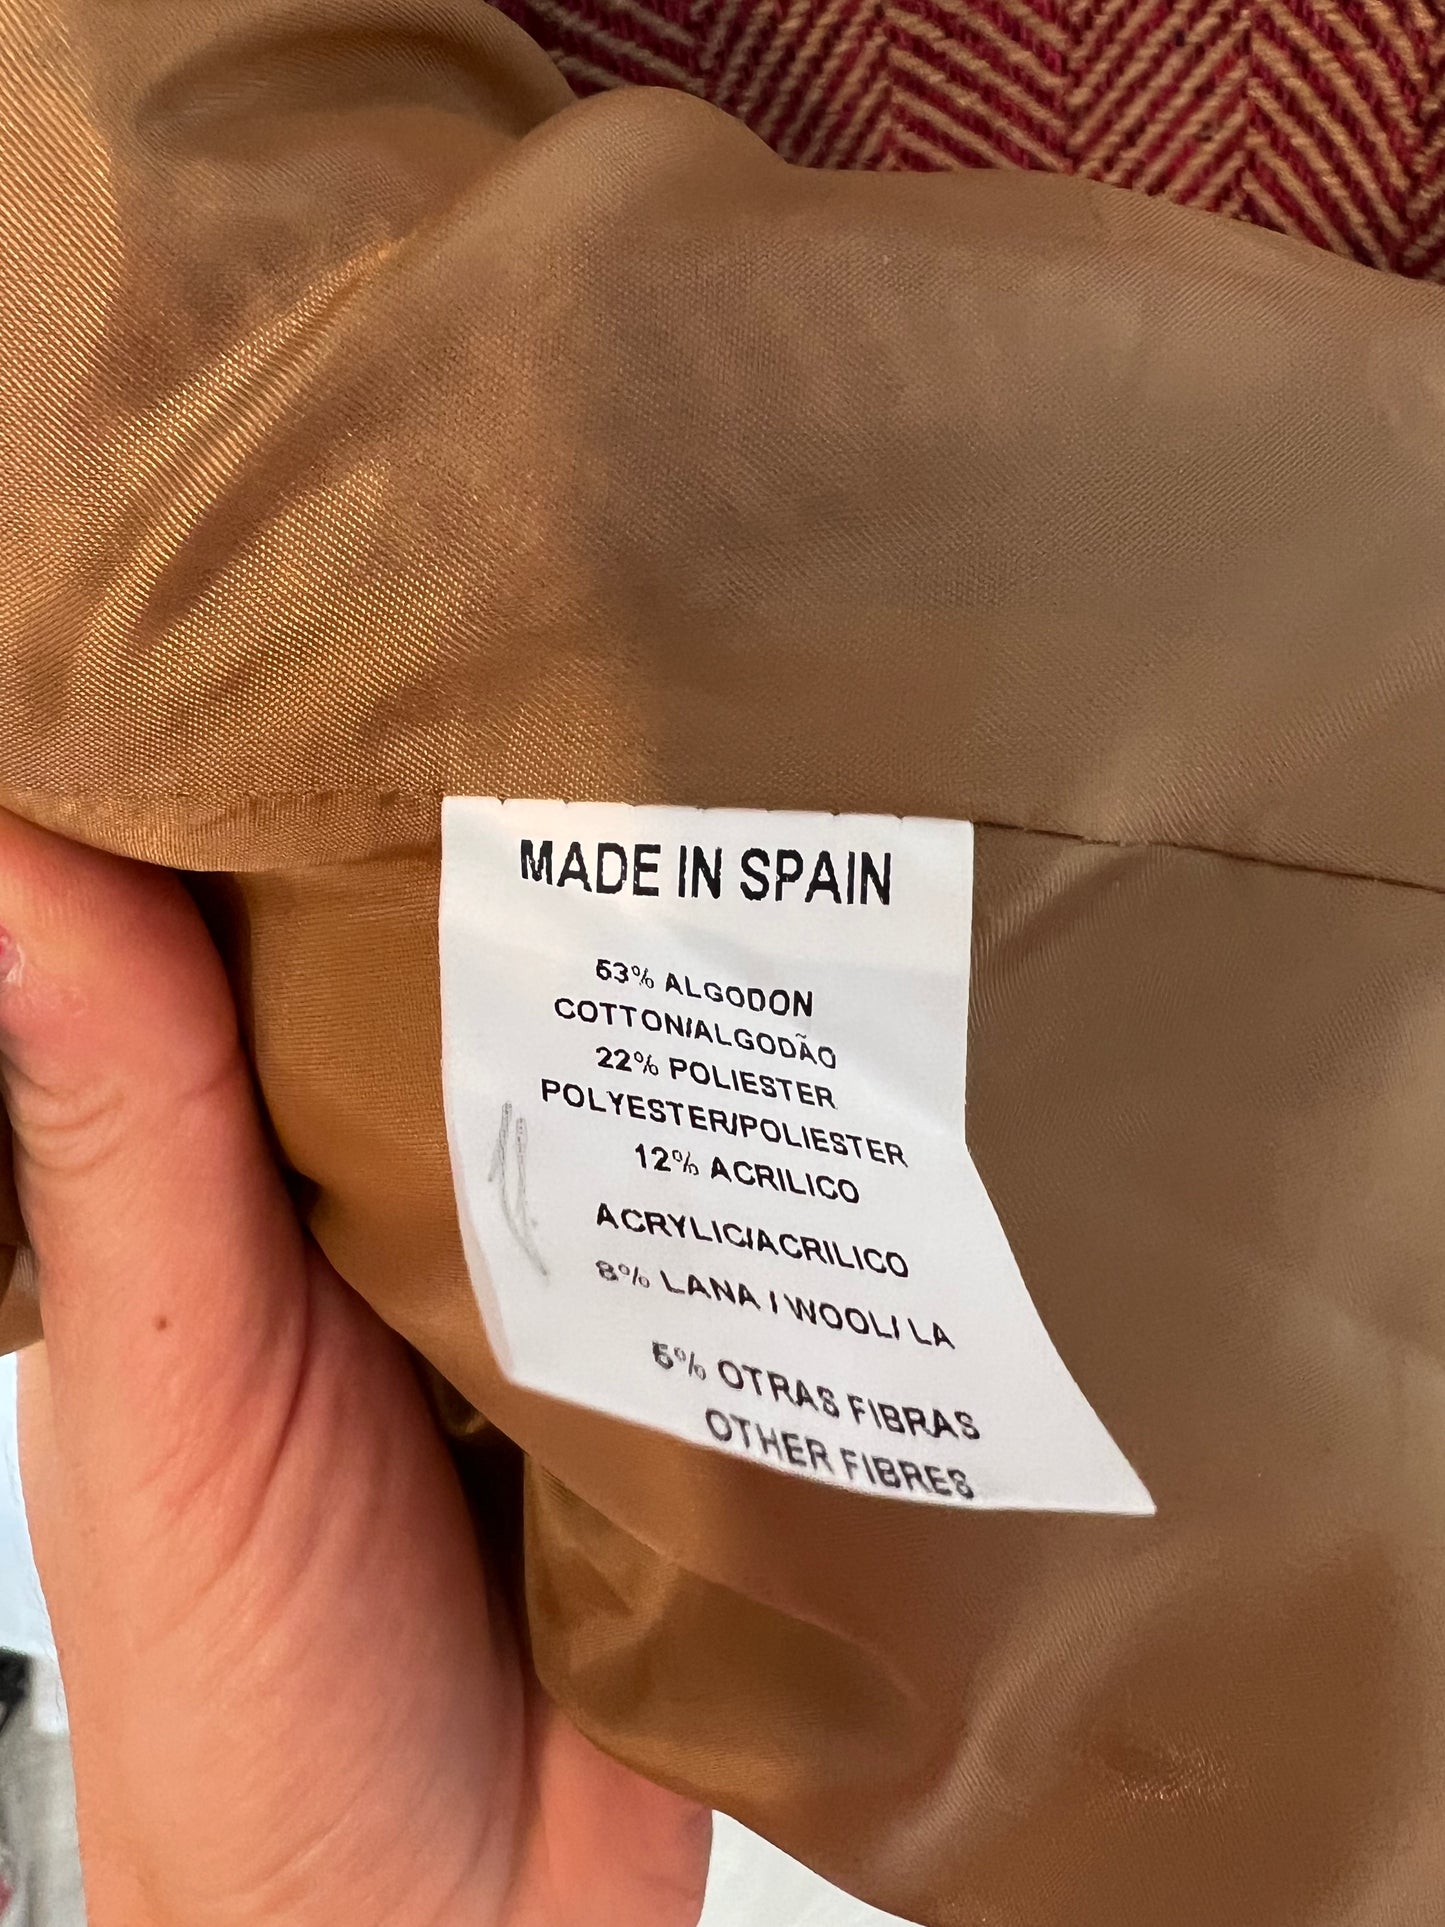 MADE IN SPAIN
53% ALGODON
COTTON/ALGODÃO
22% POLIESTER
POLYESTER/POLIESTER
12% ACRILICO
ACRYLIC/ACRILICO
8% LANA / WOOL/ LA
5% OTRAS FIBRAS
OTHER FIBRES